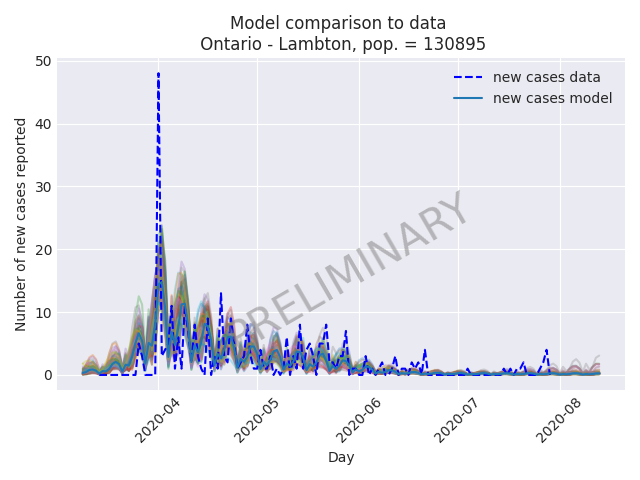 Model comparison to data
Ontario - Lambton, pop. = 130895
new cases data
new cases model
Number of new cases reported
50
40
30
20
10
0
PRELIMINARY
2020-04
2020-05
2020-06
2020-07
2020-08
Day